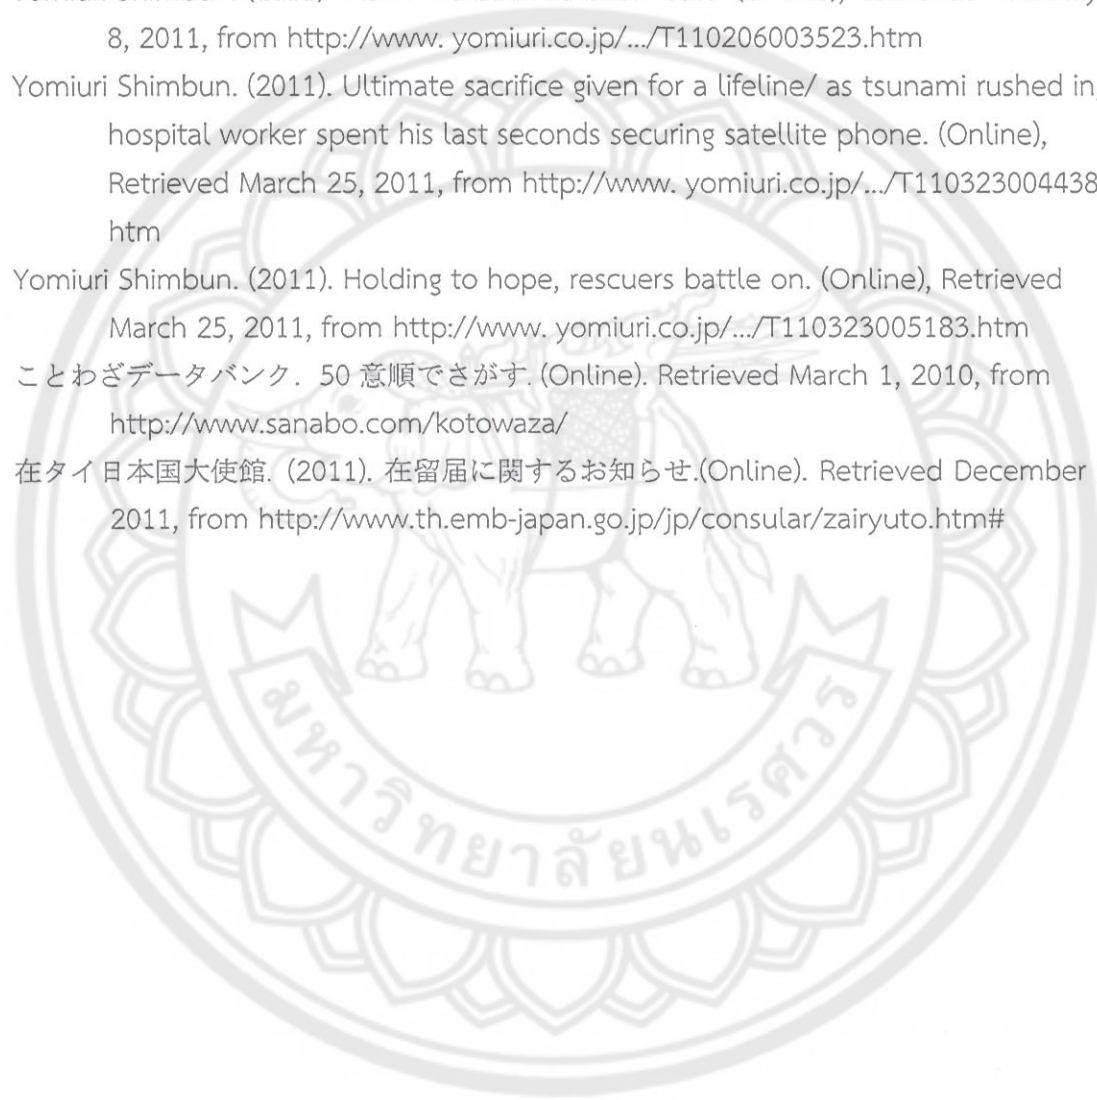 8, 2011, from http://www. yomiuri.co.jp/.../T110206003523.htm
Yomiuri Shimbun. (2011). Ultimate sacrifice given for a lifeline/ as tsunami rushed in,
hospital worker spent his last seconds securing satellite phone. (Online),
Retrieved March 25, 2011, from http://www. yomiuri.co.jp/.../T110323004438
htm
Yomiuri Shimbun. (2011). Holding to hope, rescuers battle on. (Online), Retrieved
March 25, 2011, from http://www. yomiuri.co.jp/.../T110323005183.htm
ことわざデータバンク. 50 意順でさがす. (Online). Retrieved March 1, 2010, from
http://www.sanabo.com/kotowaza/
在タイ日本国大使館. (2011). 在留届に関するお知らせ.(Online). Retrieved December
2011, from http://www.th.emb-japan.go.jp/jp/consular/zairyuto.htm#
มหาวิทยาลัยนเรศวร